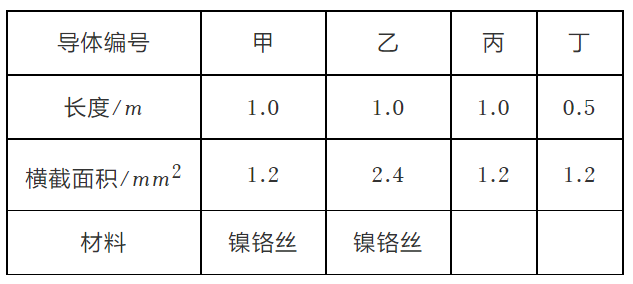 导体编号 甲 乙 丙 丁
长度/m 1.0 1.0 1.0 0.5
横截面积/mm² 1.2 2.4 1.2 1.2
材料 镍铬丝 镍铬丝